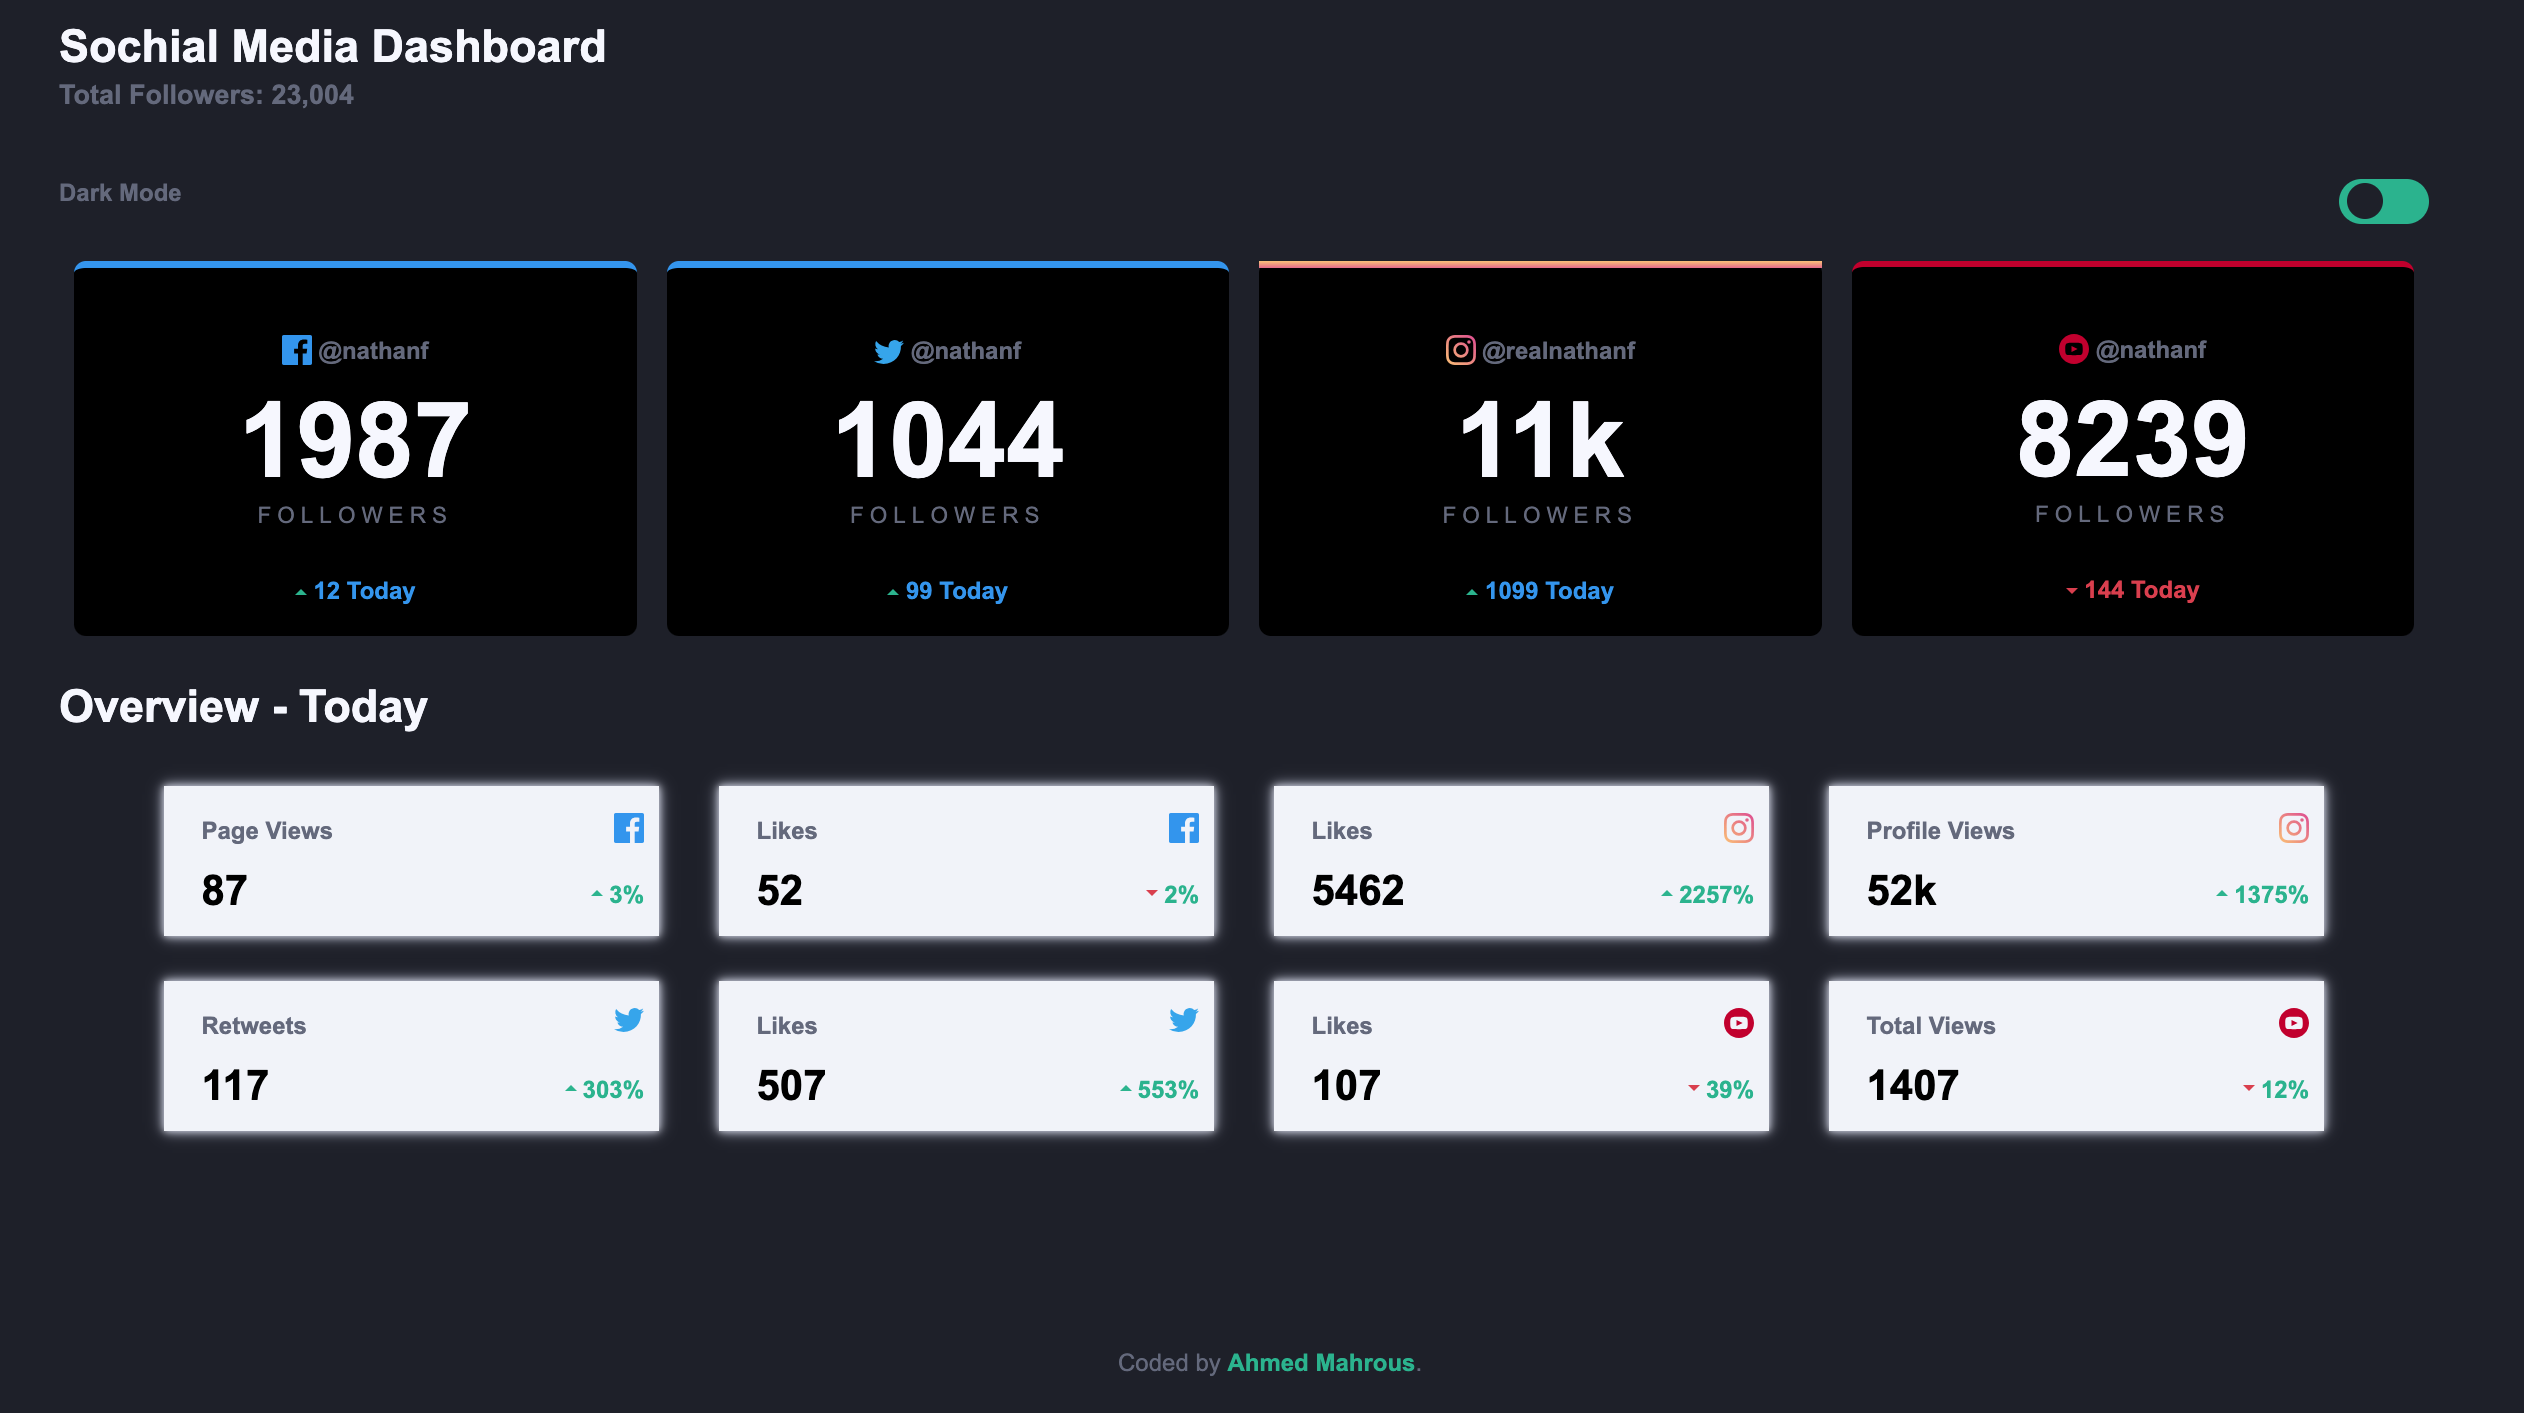 Sochial Media Dashboard
Total Followers: 23,004
Dark Mode
@nathanf
1987
FOLLOWERS
12 Today
@nathanf
1044
FOLLOWERS
99 Today
@realnathanf
11k
FOLLOWERS
1099 Today
@nathanf
8239
FOLLOWERS
144 Today
Overview - Today
Page Views
87
3%
Likes
52
2%
Likes
5462
2257%
Profile Views
52k
1375%
Retweets
117
303%
Likes
507
553%
Likes
107
39%
Total Views
1407
12%
Coded by Ahmed Mahrous.